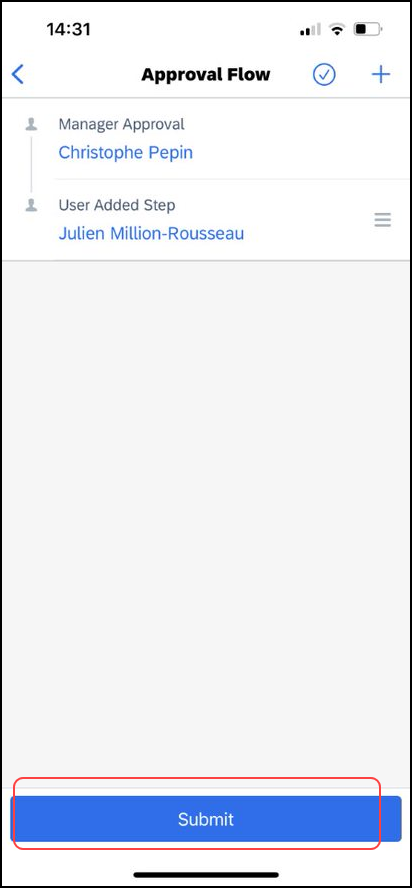 14:31
Approval Flow
Manager Approval
Christophe Pepin
User Added Step
Julien Million-Rousseau
Submit